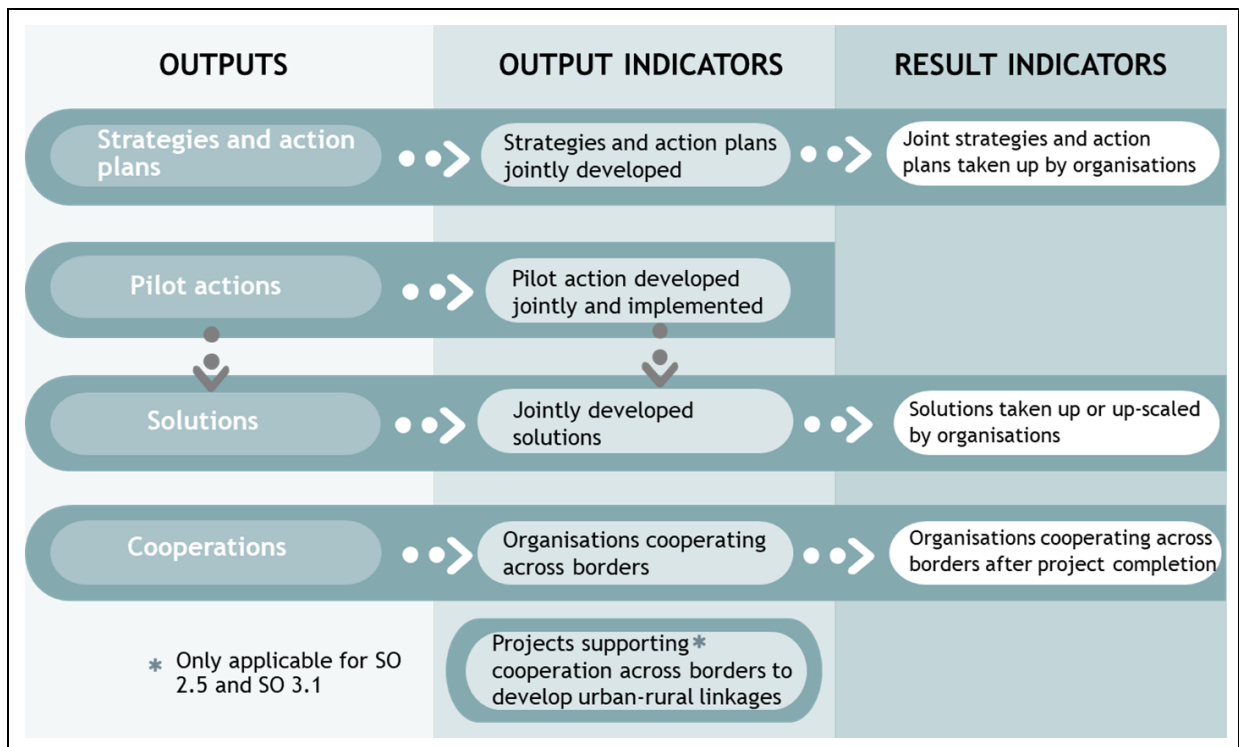 OUTPUTS
OUTPUT INDICATORS
RESULT INDICATORS
Strategies and action
plans
Strategies and action plans
jointly developed
Joint strategies and action
plans taken up by organisations
Pilot actions
Pilot action developed
jointly and implemented
Solutions
Jointly developed
solutions
Solutions taken up or up-scaled
by organisations
Cooperations
Organisations cooperating
across borders
Organisations cooperating across
borders after project completion
* Only applicable for SO
2.5 and SO 3.1
Projects supporting*
cooperation across borders to
develop urban-rural linkages